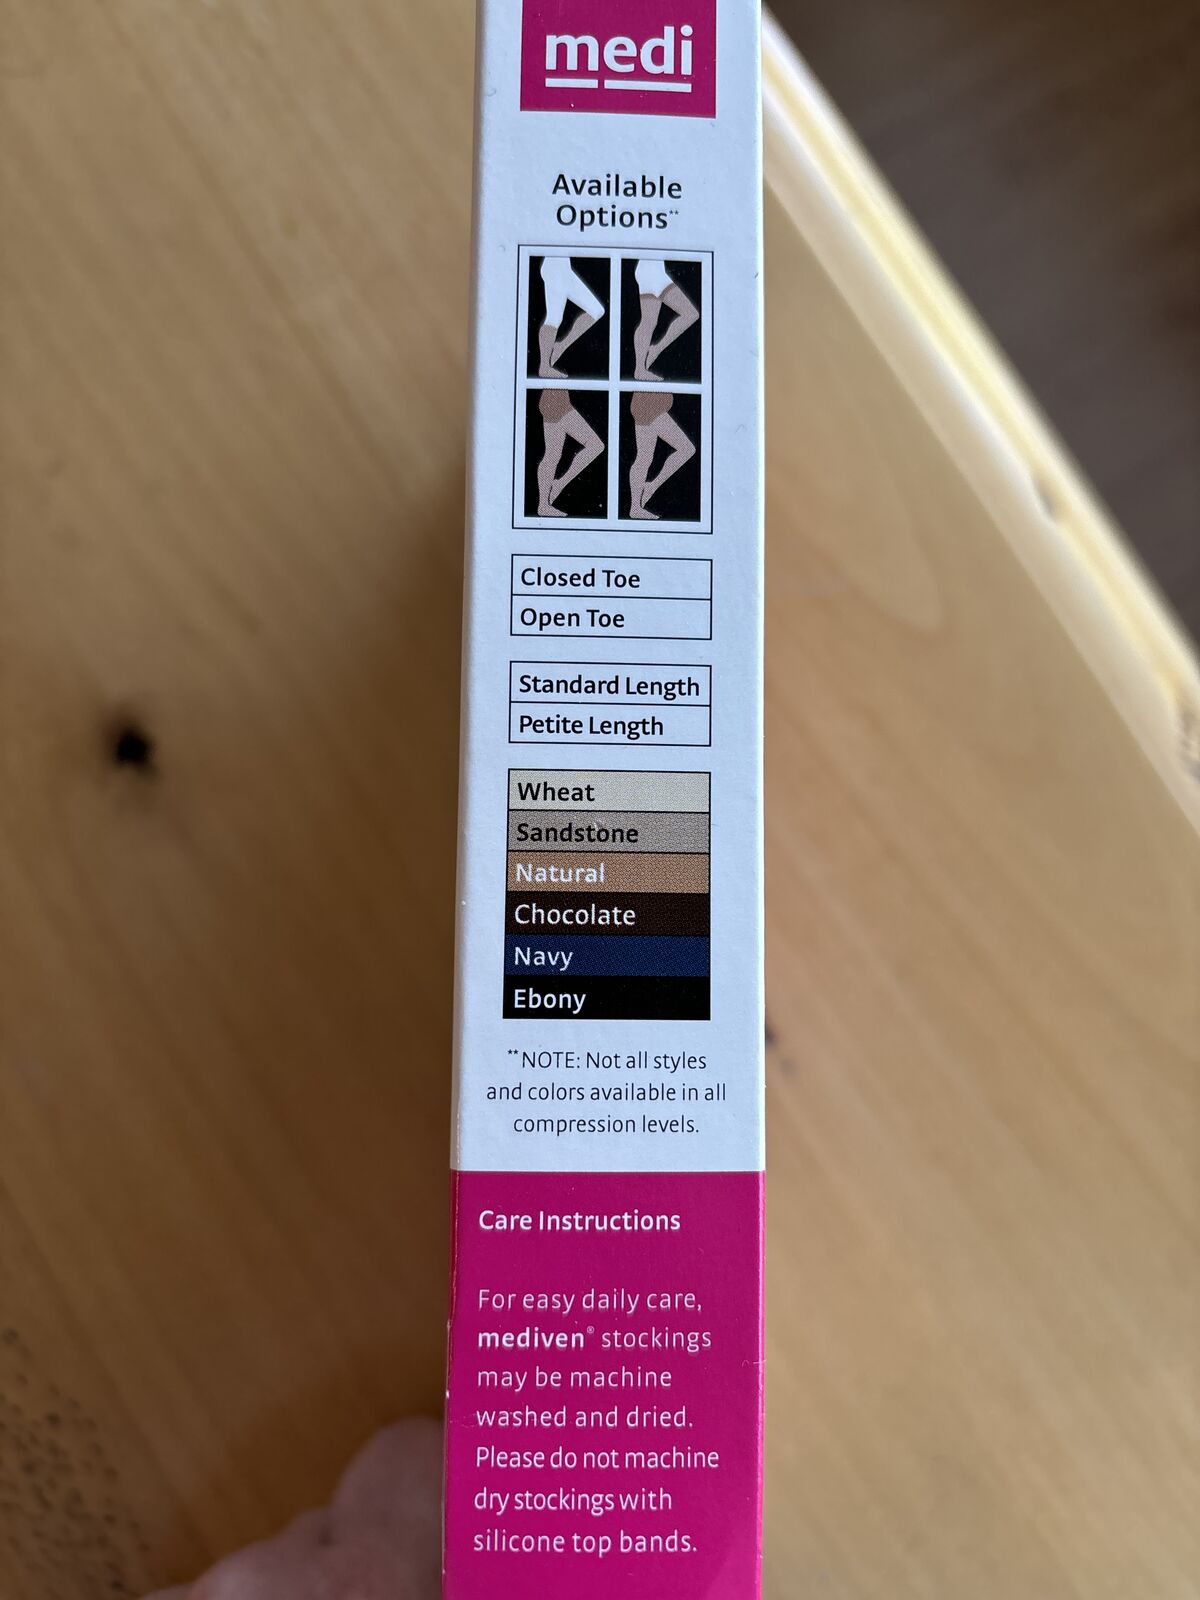 medi
Available
Options**
Closed Toe
Open Toe
Standard Length
Petite Length
Wheat
Sandstone
Natural
Chocolate
Navy
Ebony
**NOTE: Not all styles
and colors available in all
compression levels.
Care Instructions
For easy daily care,
mediven® stockings
may be machine
washed and dried.
Please do not machine
dry stockings with
silicone top bands.